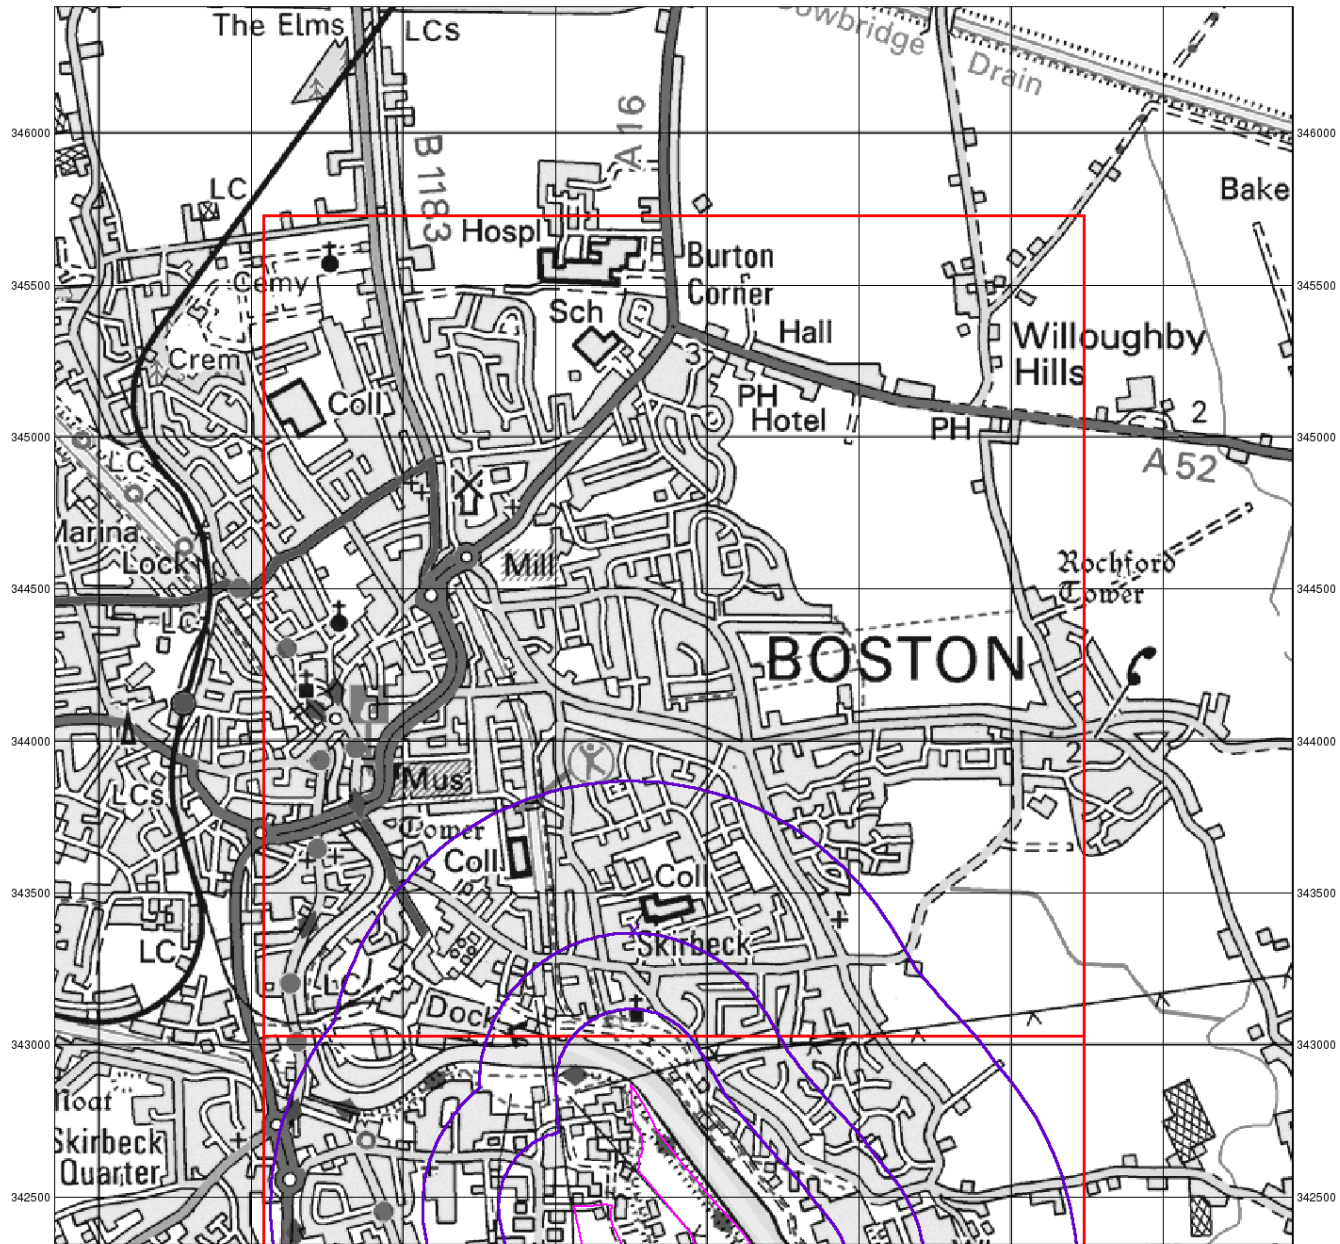 The Elms
LCs
owbridge
Drain
A 16
B 1183
346000
346000
LC
Bake
Hospl
Burton
Corner
Cemy
345500
345500
Sch
3
Hall
Willoughby
Hills
Crem
Coll
PH
Hotel
PH
2
345000
345000
LC
A 52
Marina
Lock
Mill
Rochford
Tower
344500
344500
LC
BOSTON
H
344000
344000
2
LCs
Mus
Tower
Coll
Coll
343500
343500
LC
Skirbeck
LC
Dock
343000
343000
Moat
Skirbeck
Quarter
342500
342500